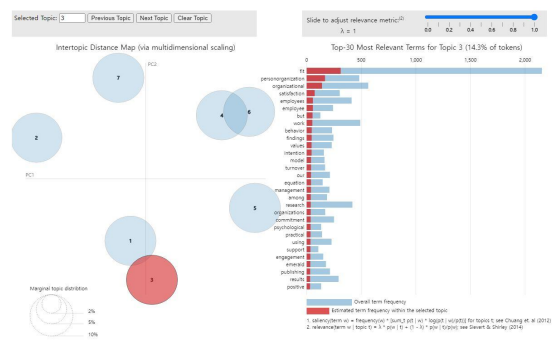 Selected Topic: 3 Previous Topic Next Topic Clear Topic
Slide to adjust relevance metric:(2)
λ = 1
0.0 0.2 0.4 0.6 0.8 1.0
Intertopic Distance Map (via multidimensional scaling)
PC2
PC1
7
2
4
6
5
1
3
Marginal topic distribtion
2%
5%
10%
Top-30 Most Relevant Terms for Topic 3 (14.3% of tokens)
0 500 1,000 1,500 2,000
fit
personorganization
organizational
satisfaction
employees
employee
but
work
behavior
findings
values
intention
model
turnover
our
equation
management
among
research
organizations
commitment
psychological
practical
using
support
engagement
emerald
publishing
results
positive
Overall term frequency
Estimated term frequency within the selected topic
1. saliency(term w) = frequency(w) * [sum_t p(t | w) * log(p(t | w)/p(t))] for topics t; see Chuang et. al (2012)
2. relevance(term w | topic t) = λ * p(w | t) + (1 - λ) * p(w | t)/p(w); see Sievert & Shirley (2014)